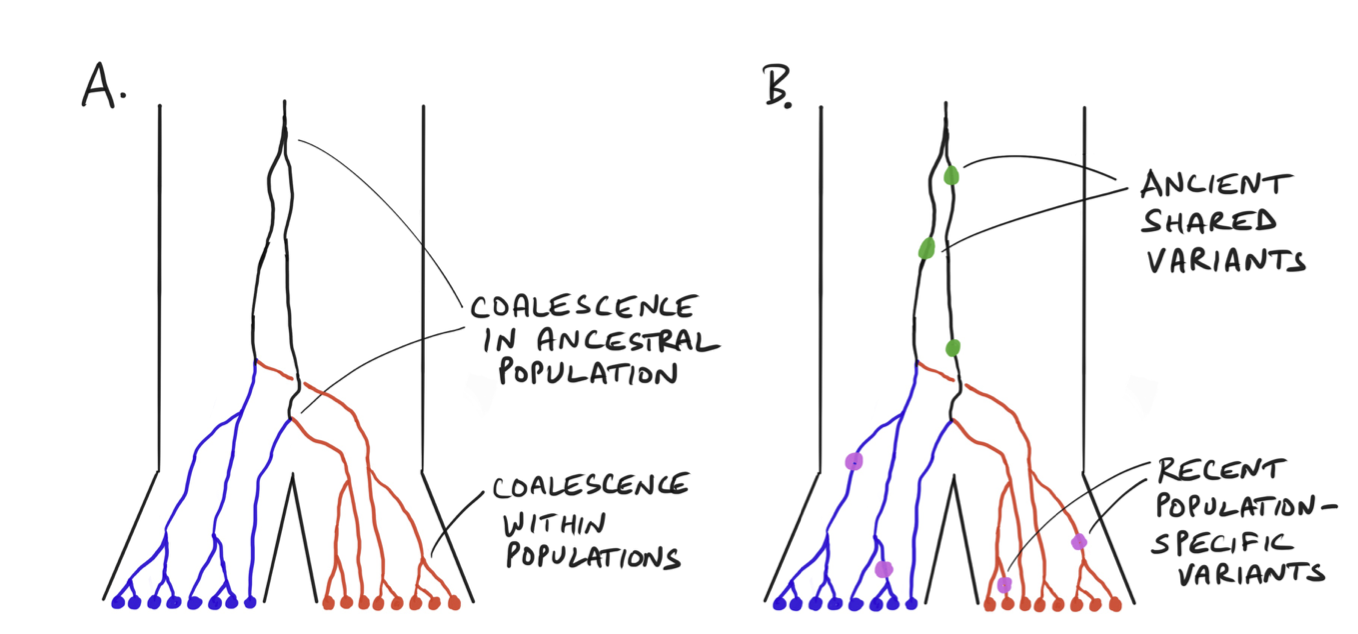 A.
COALESCENCE
IN ANCESTRAL
POPULATION
COALESCENCE
WITHIN
POPULATIONS
B.
ANCIENT
SHARED
VARIANTS
RECENT
POPULATION-
SPECIFIC
VARIANTS